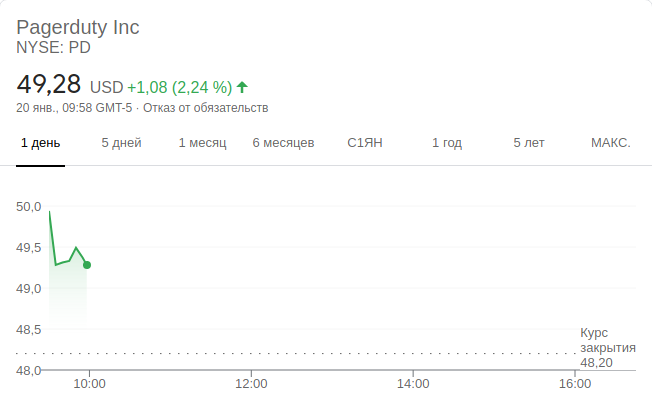 Pagerduty Inc
NYSE: PD
49,28 USD +1,08 (2,24 %)
20 янв., 09:58 GMT-5 · Отказ от обязательств
1 день 5 дней 1 месяц 6 месяцев С1ЯН 1 год 5 лет МАКС.
50,0
49,5
49,0
48,5
Курс
закрытия
48,20
48,0
10:00 12:00 14:00 16:00